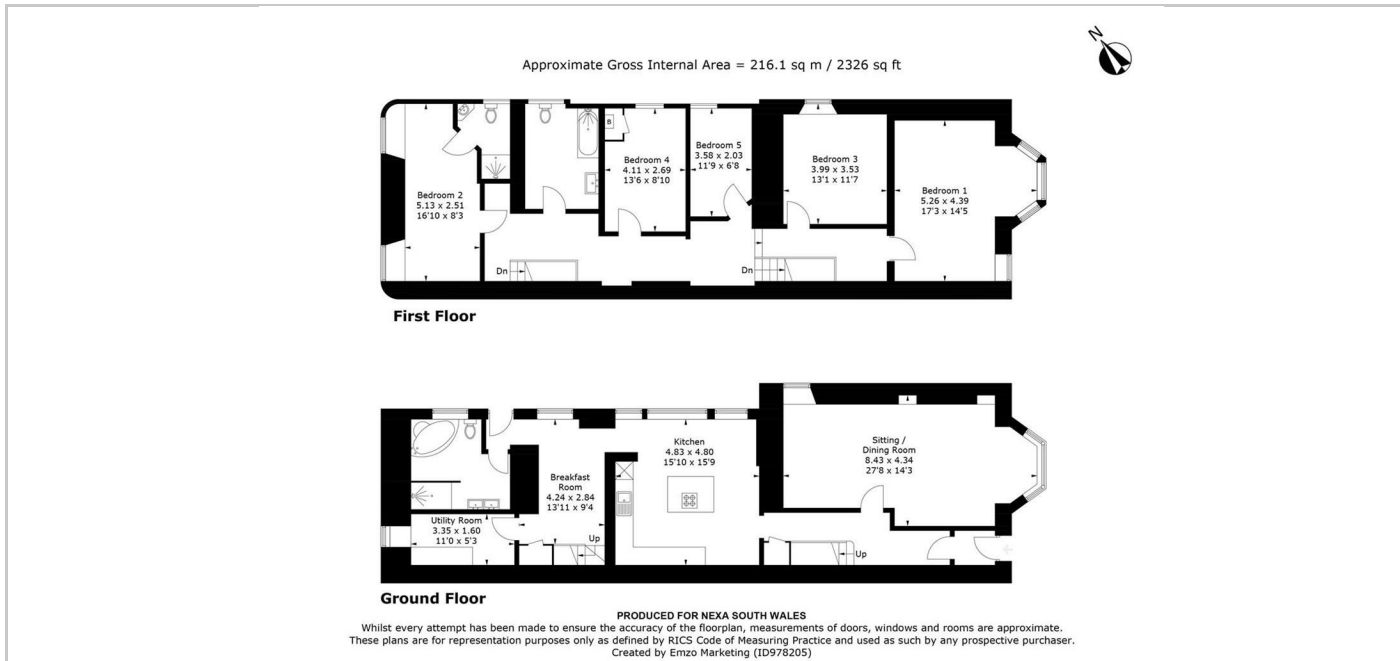 N
Approximate Gross Internal Area = 216.1 sq m / 2326 sq ft
Bedroom 2
5.13 x 2.51
16'10 x 8'3
B
Bedroom 4
4.11 x 2.69
13'6 x 8'10
Bedroom 5
3.58 x 2.03
11'9 x 6'8
Bedroom 3
3.99 x 3.53
13'1 x 11'7
Bedroom 1
5.26 x 4.39
17'3 x 14'5
Dn
Dn
First Floor
Kitchen
4.83 x 4.80
15'10 x 15'9
Sitting /
Dining Room
8.43 x 4.34
27'8 x 14'3
Breakfast
Room
4.24 x 2.84
13'11 x 9'4
Utility Room
3.35 x 1.60
11'0 x 5'3
Up
Up
Ground Floor
PRODUCED FOR NEXA SOUTH WALES
Whilst every attempt has been made to ensure the accuracy of the floorplan, measurements of doors, windows and rooms are approximate.
These plans are for representation purposes only as defined by RICS Code of Measuring Practice and used as such by any prospective purchaser.
Created by Emzo Marketing (ID978205)